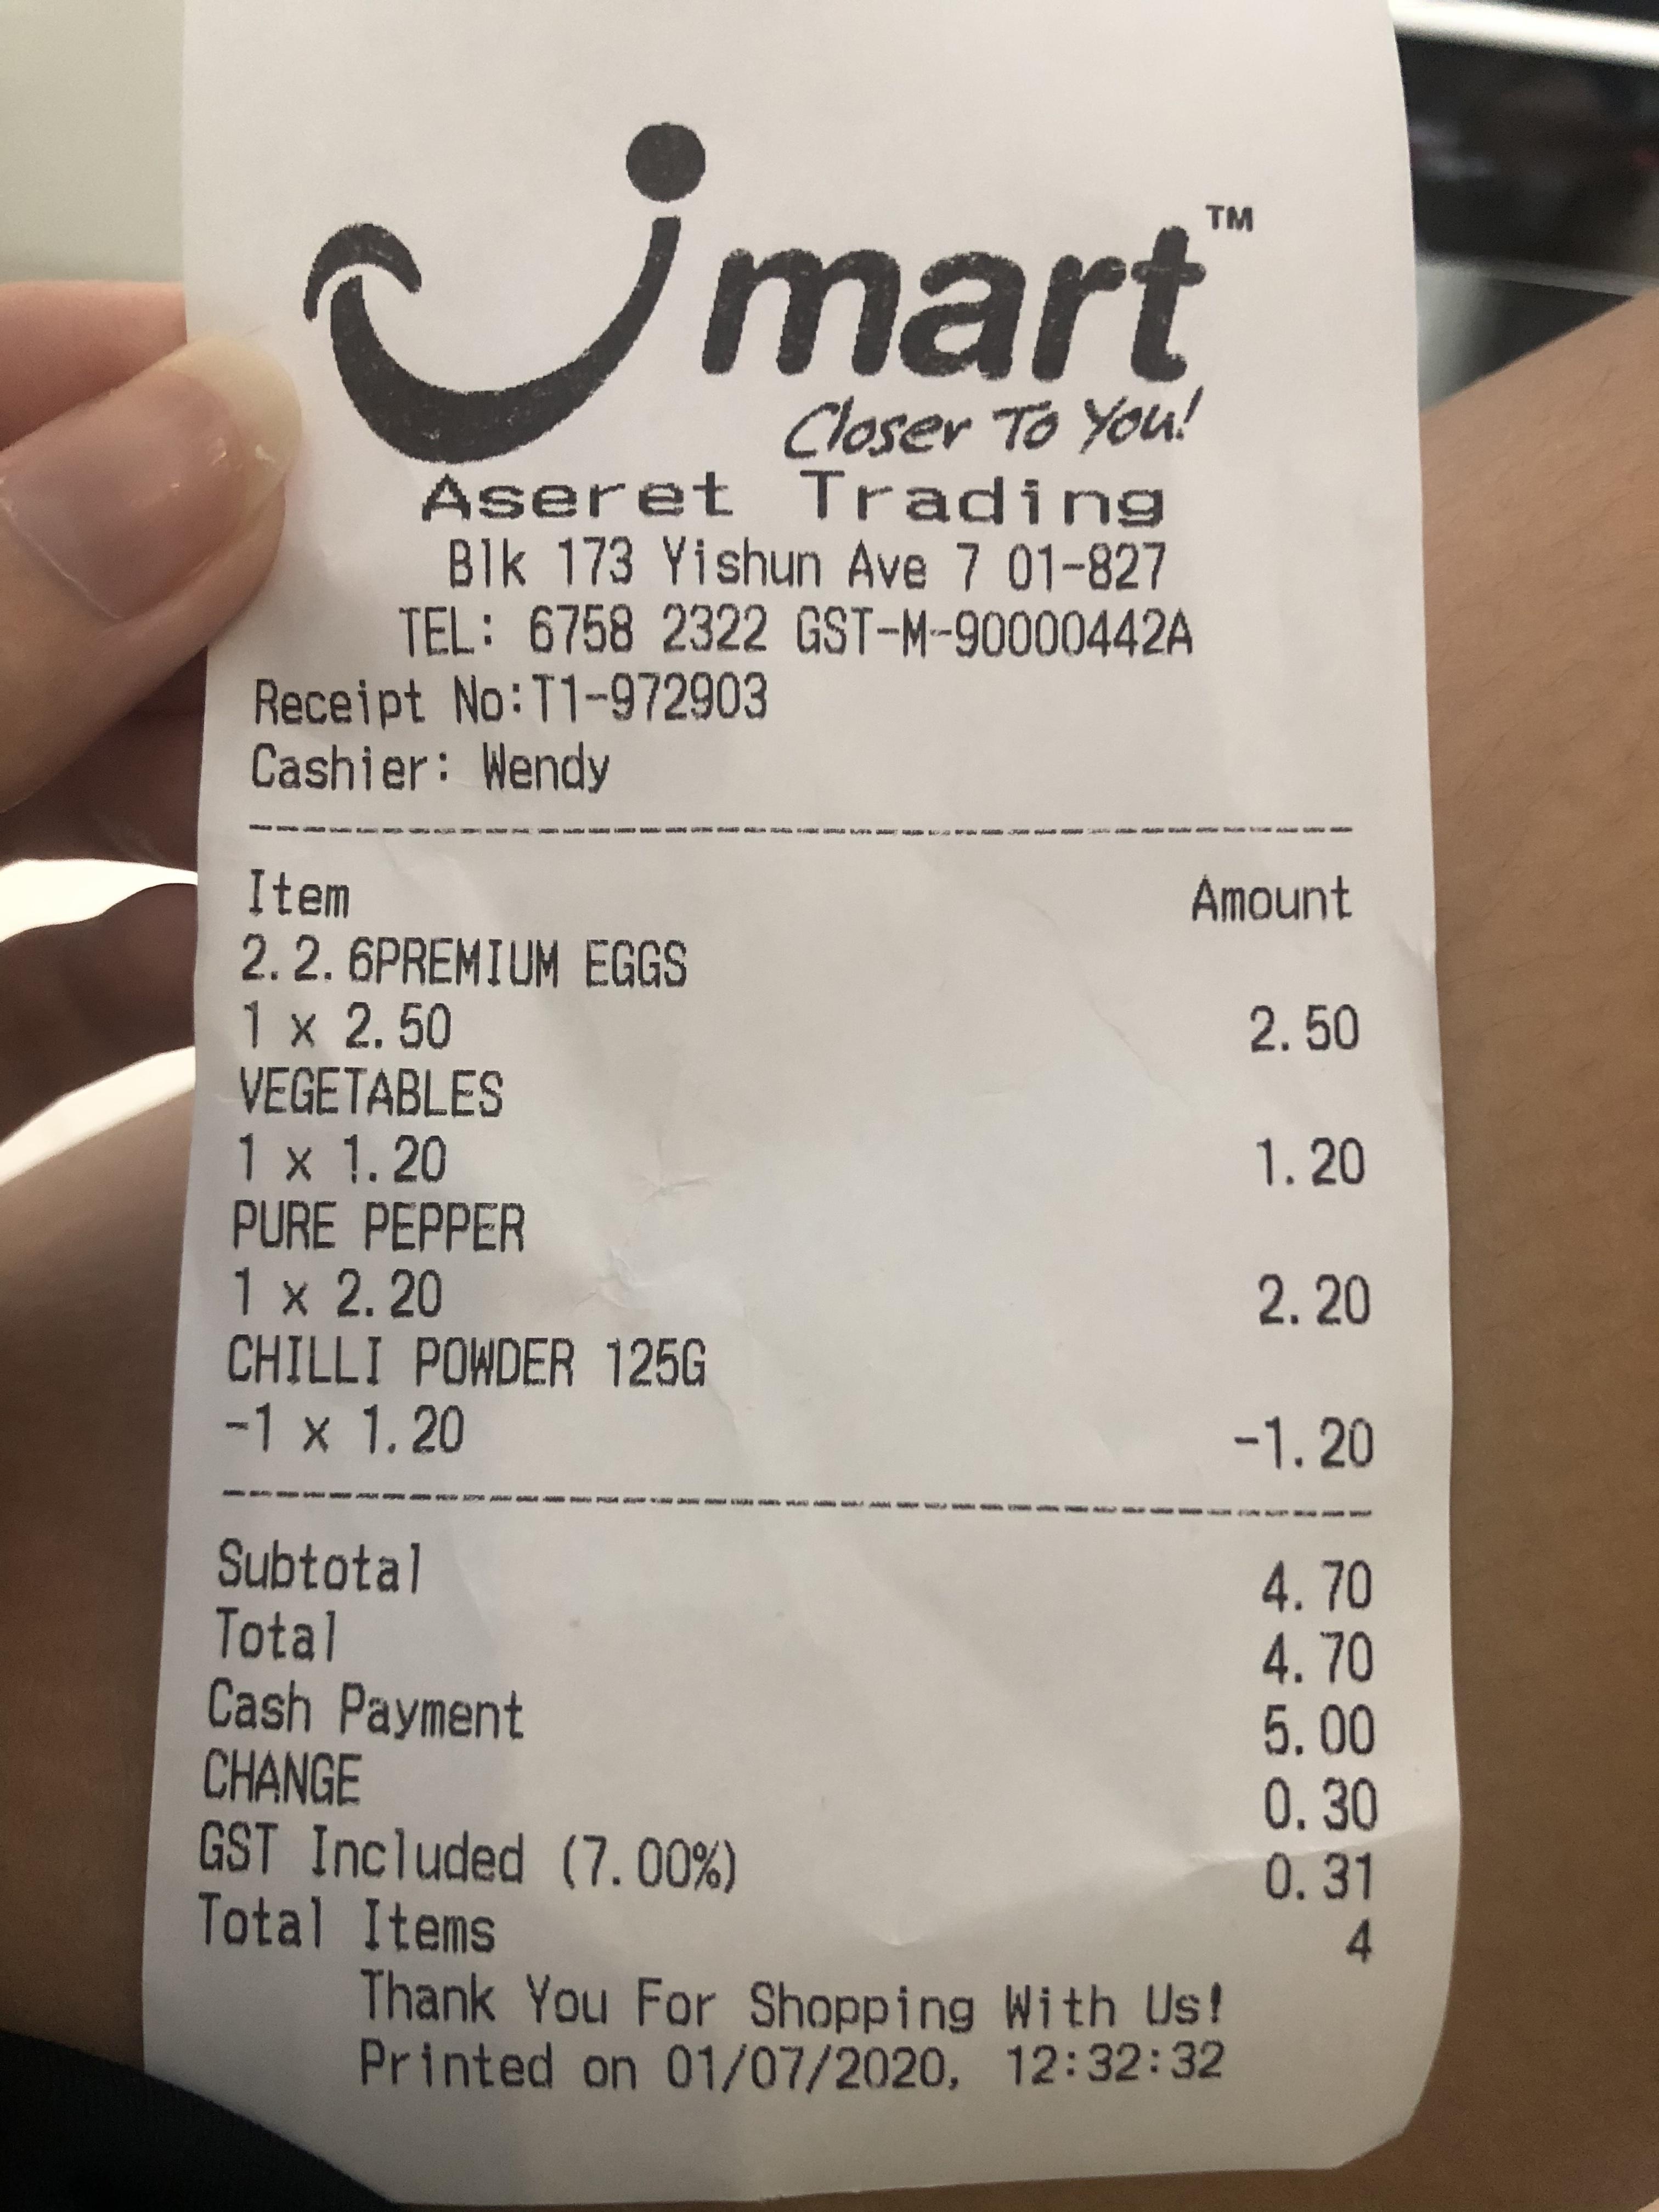 Jmart™
Closer To You!
Aseret Trading
Blk 173 Yishun Ave 7 01-827
TEL: 6758 2322 GST-M-90000442A
Receipt No:T1-972903
Cashier: Wendy
Item Amount
2.2.6PREMIUM EGGS
1 x 2.50 2.50
VEGETABLES
1 x 1.20 1.20
PURE PEPPER
1 x 2.20 2.20
CHILLI POWDER 125G
-1 x 1.20 -1.20
Subtotal 4.70
Total 4.70
Cash Payment 5.00
CHANGE 0.30
GST Included (7.00%) 0.31
Total Items 4
Thank You For Shopping With Us!
Printed on 01/07/2020, 12:32:32